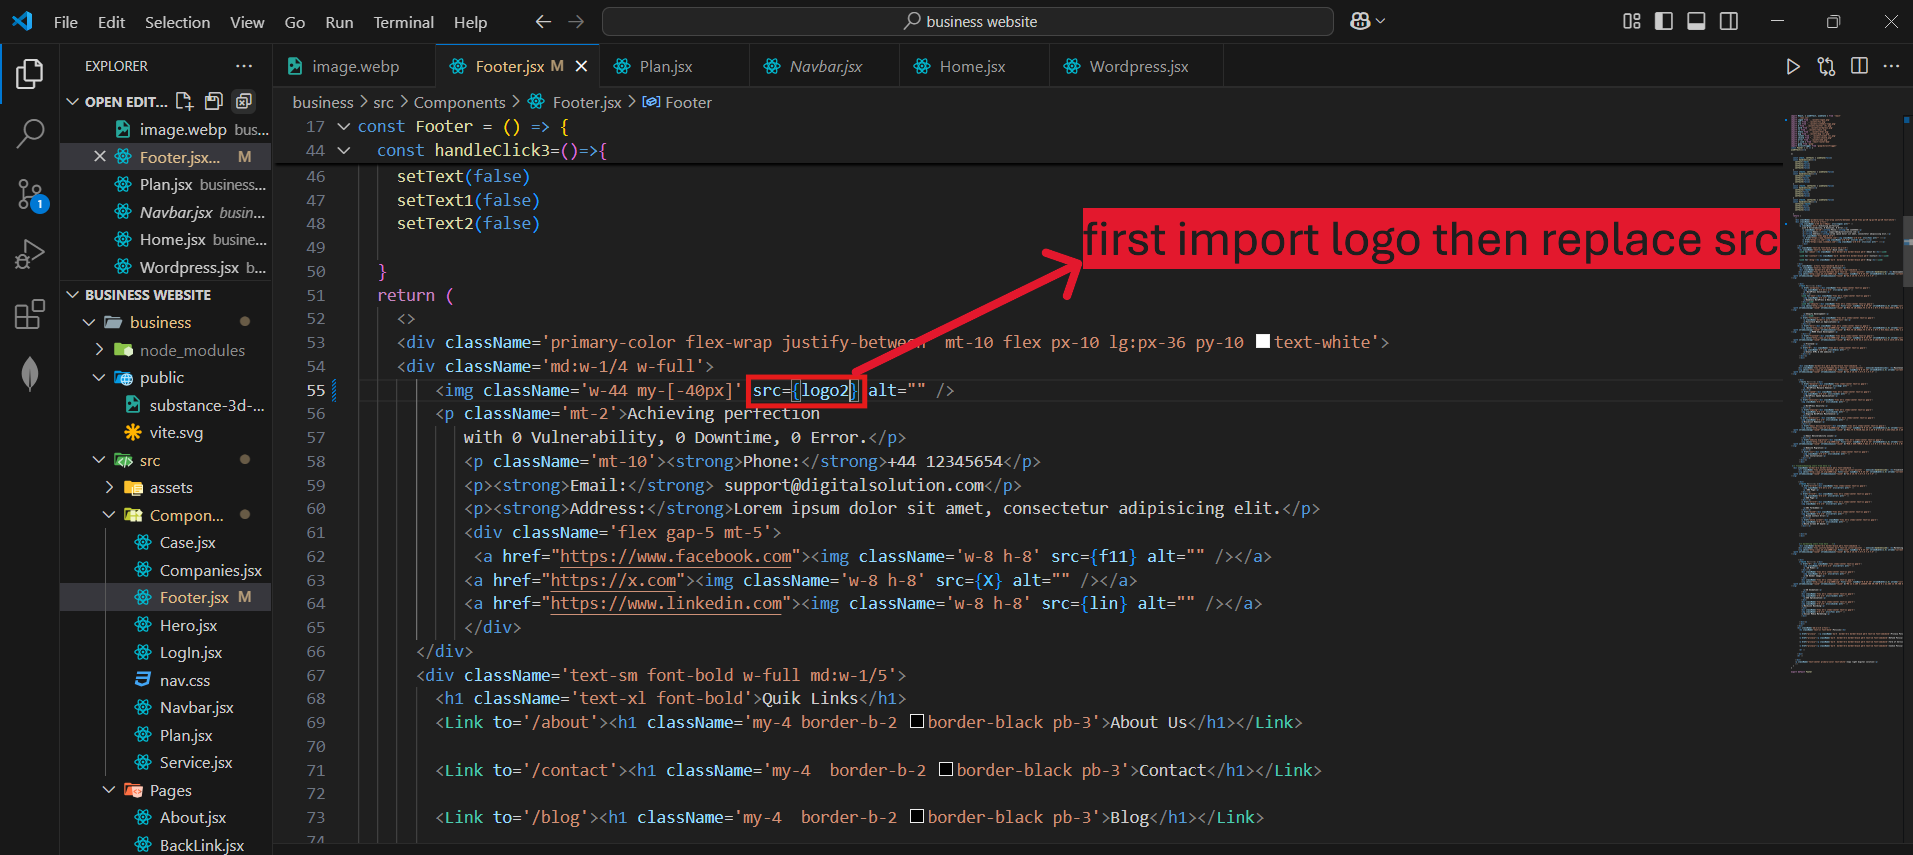 File Edit Selection View Go Run Terminal Help
business website
EXPLORER
OPEN EDIT...
image.webp bus...
Footer.jsx... M
Plan.jsx business...
Navbar.jsx busin...
Home.jsx busine...
Wordpress.jsx b...
BUSINESS WEBSITE
business
node_modules
public
substance-3d-...
vite.svg
src
assets
Compon...
Case.jsx
Companies.jsx
Footer.jsx M
Hero.jsx
LogIn.jsx
nav.css
Navbar.jsx
Plan.jsx
Service.jsx
Pages
About.jsx
BackLink.jsx
1
image.webp Footer.jsx M Plan.jsx Navbar.jsx Home.jsx Wordpress.jsx
business > src > Components > Footer.jsx > Footer
17 const Footer = () => {
44 const handleClick3=()=>{
46 setText(false)
47 setText1(false)
48 setText2(false)
49
50 }
51 return (
52 <>
53 <div className='primary-color flex-wrap justify-between mt-10 flex px-10 lg:px-36 py-10 text-white'>
54 <div className='md:w-1/4 w-full'>
55 <img className='w-44 my-[-40px]' src={logo2} alt="" />
56 <p className='mt-2'>Achieving perfection
57 with 0 Vulnerability, 0 Downtime, 0 Error.</p>
58 <p className='mt-10'><strong>Phone:</strong>+44 12345654</p>
59 <p><strong>Email:</strong> support@digitalsolution.com</p>
60 <p><strong>Address:</strong>Lorem ipsum dolor sit amet, consectetur adipisicing elit.</p>
61 <div className='flex gap-5 mt-5'>
62 <a href="https://www.facebook.com"><img className='w-8 h-8' src={f11} alt="" /></a>
63 <a href="https://x.com"><img className='w-8 h-8' src={X} alt="" /></a>
64 <a href="https://www.linkedin.com"><img className='w-8 h-8' src={lin} alt="" /></a>
65 </div>
66 </div>
67 <div className='text-sm font-bold w-full md:w-1/5'>
68 <h1 className='text-xl font-bold'>Quik Links</h1>
69 <Link to='/about'><h1 className='my-4 border-b-2 border-black pb-3'>About Us</h1></Link>
70
71 <Link to='/contact'><h1 className='my-4 border-b-2 border-black pb-3'>Contact</h1></Link>
72
73 <Link to='/blog'><h1 className='my-4 border-b-2 border-black pb-3'>Blog</h1></Link>
74
first import logo then replace src